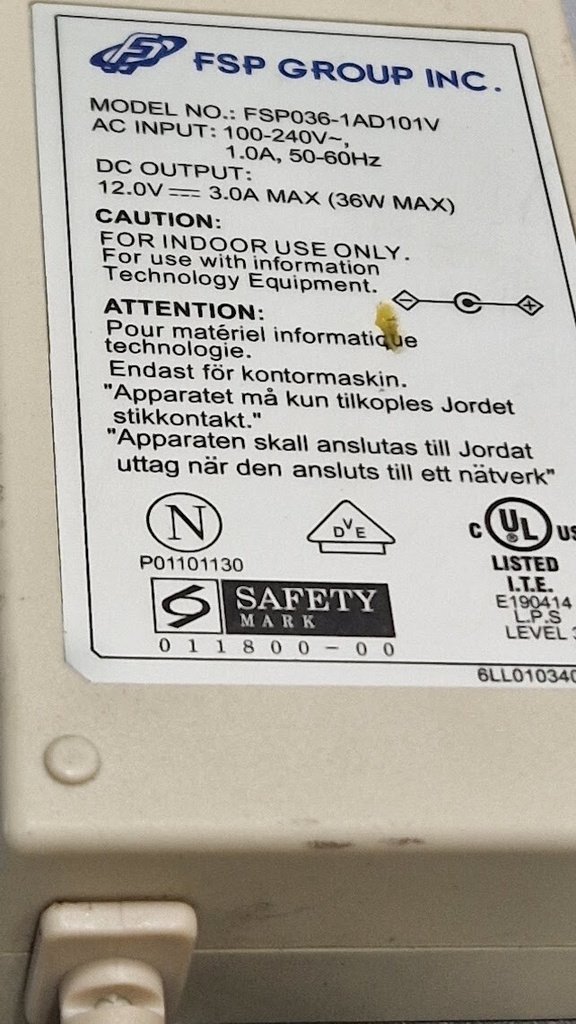 FSP GROUP INC.
MODEL NO.: FSP036-1AD101V
AC INPUT: 100-240V~,
1.0A, 50-60Hz
DC OUTPUT:
12.0V⎓ 3.0A MAX (36W MAX)
CAUTION:
FOR INDOOR USE ONLY.
For use with information
Technology Equipment.
ATTENTION:
Pour matériel informatique
technologie.
Endast för kontormaskin.
"Apparatet må kun tilkoples Jordet
stikkontakt."
"Apparaten skall anslutas till Jordat
uttag när den ansluts till ett nätverk"
N
P01101130
DVE
C UL ® US
LISTED
I.T.E.
E190414
L.P.S
LEVEL
S SAFETY
MARK
011800-00
6LL01034